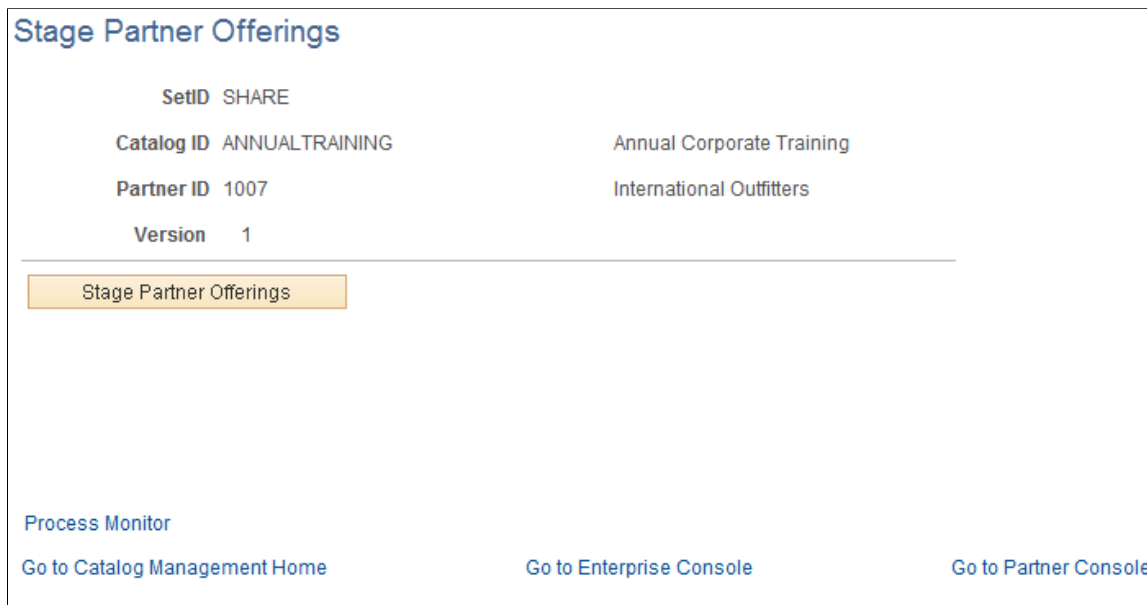 Stage Partner Offerings
SetID SHARE
Catalog ID ANNUALTRAINING Annual Corporate Training
Partner ID 1007 International Outfitters
Version 1
Stage Partner Offerings
Process Monitor
Go to Catalog Management Home Go to Enterprise Console Go to Partner Console